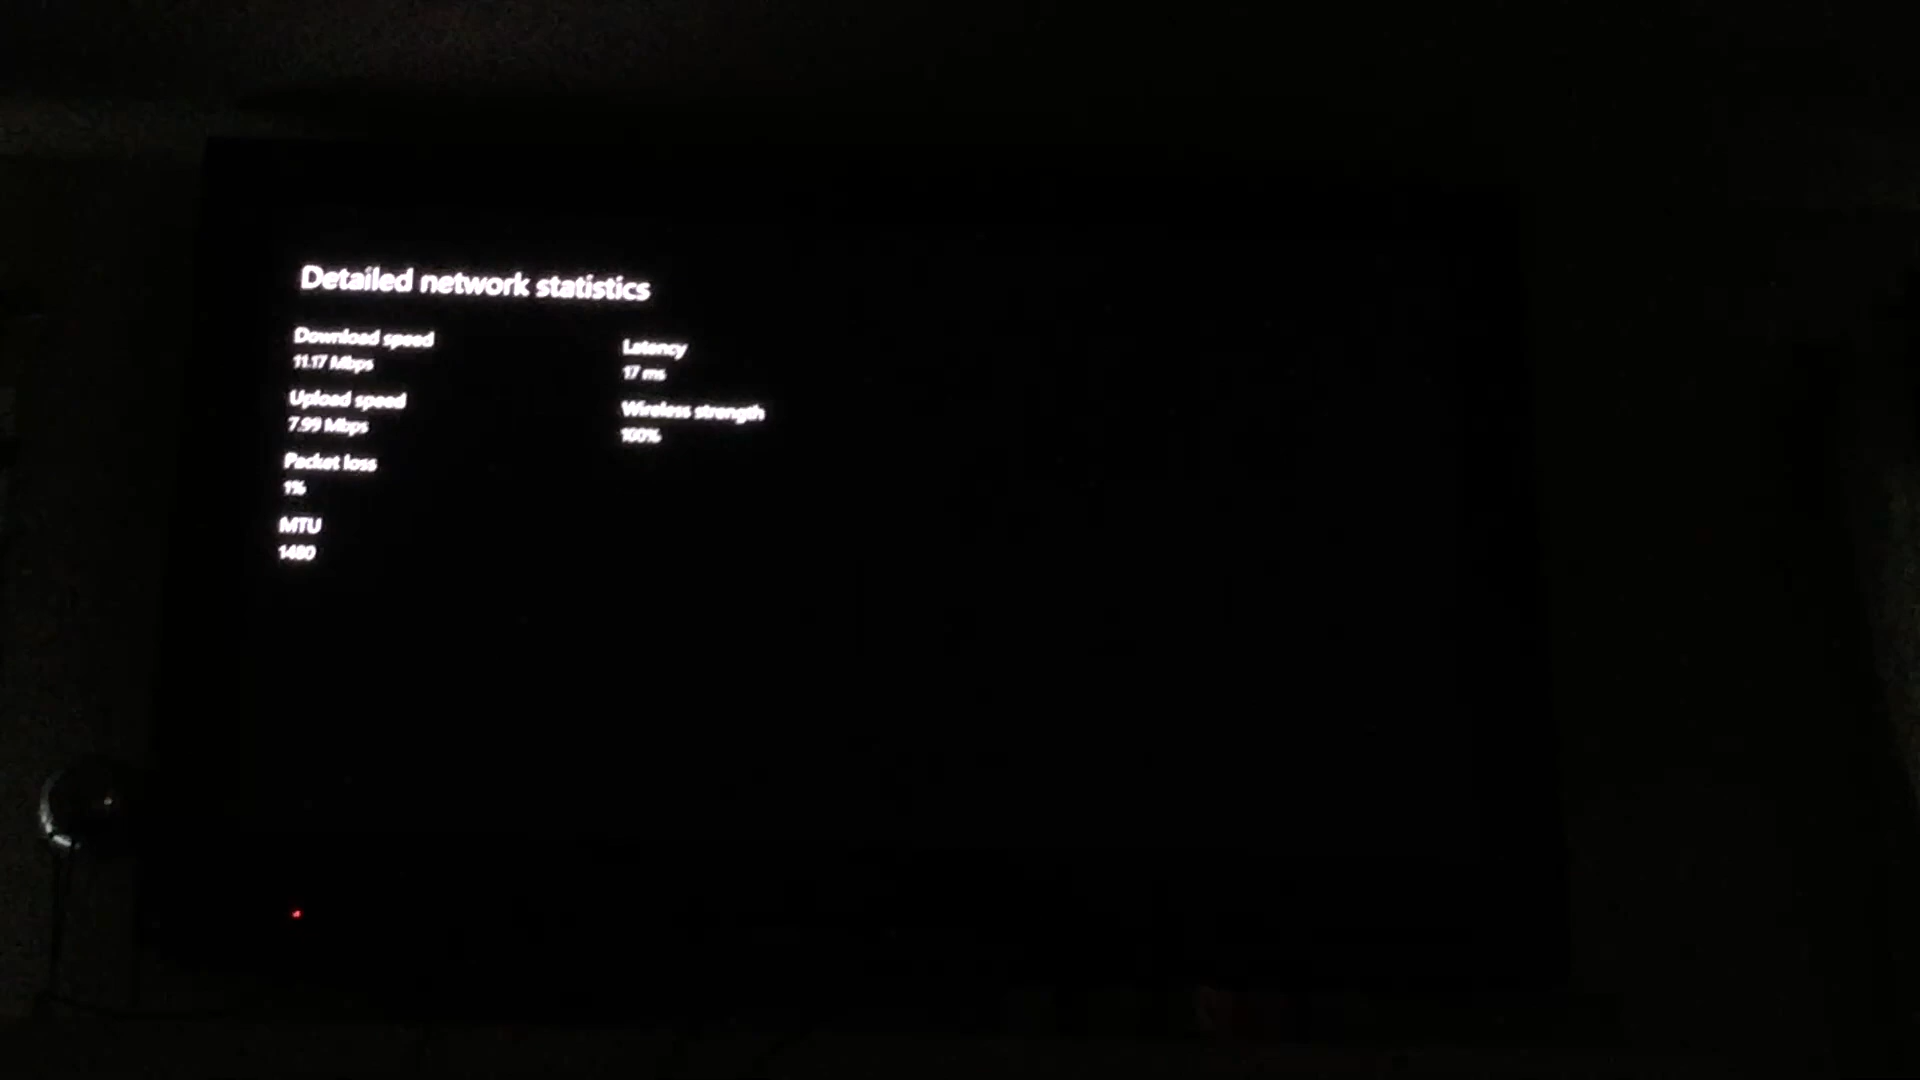 Detailed network statistics
Download speed
11.17 Mbps
Upload speed
7.99 Mbps
Packet loss
1%
MTU
1480
Latency
17 ms
Wireless strength
100%